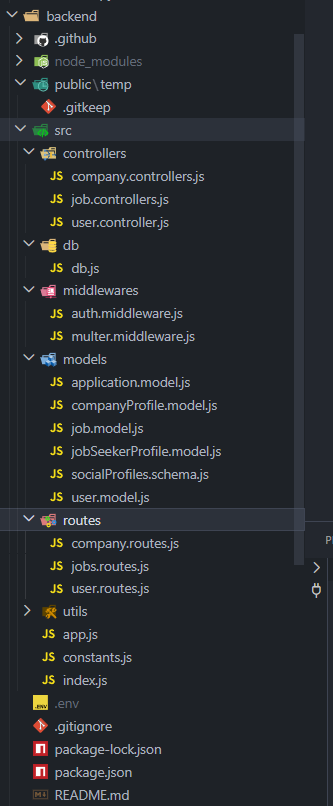 backend
.github
node_modules
public\temp
.gitkeep
src
controllers
JS company.controllers.js
JS job.controllers.js
JS user.controller.js
db
JS db.js
middlewares
JS auth.middleware.js
JS multer.middleware.js
models
JS application.model.js
JS companyProfile.model.js
JS job.model.js
JS jobSeekerProfile.model.js
JS socialProfiles.schema.js
JS user.model.js
routes
JS company.routes.js
JS jobs.routes.js
JS user.routes.js
utils
JS app.js
JS constants.js
JS index.js
.ENV .env
.gitignore
package-lock.json
package.json
README.md